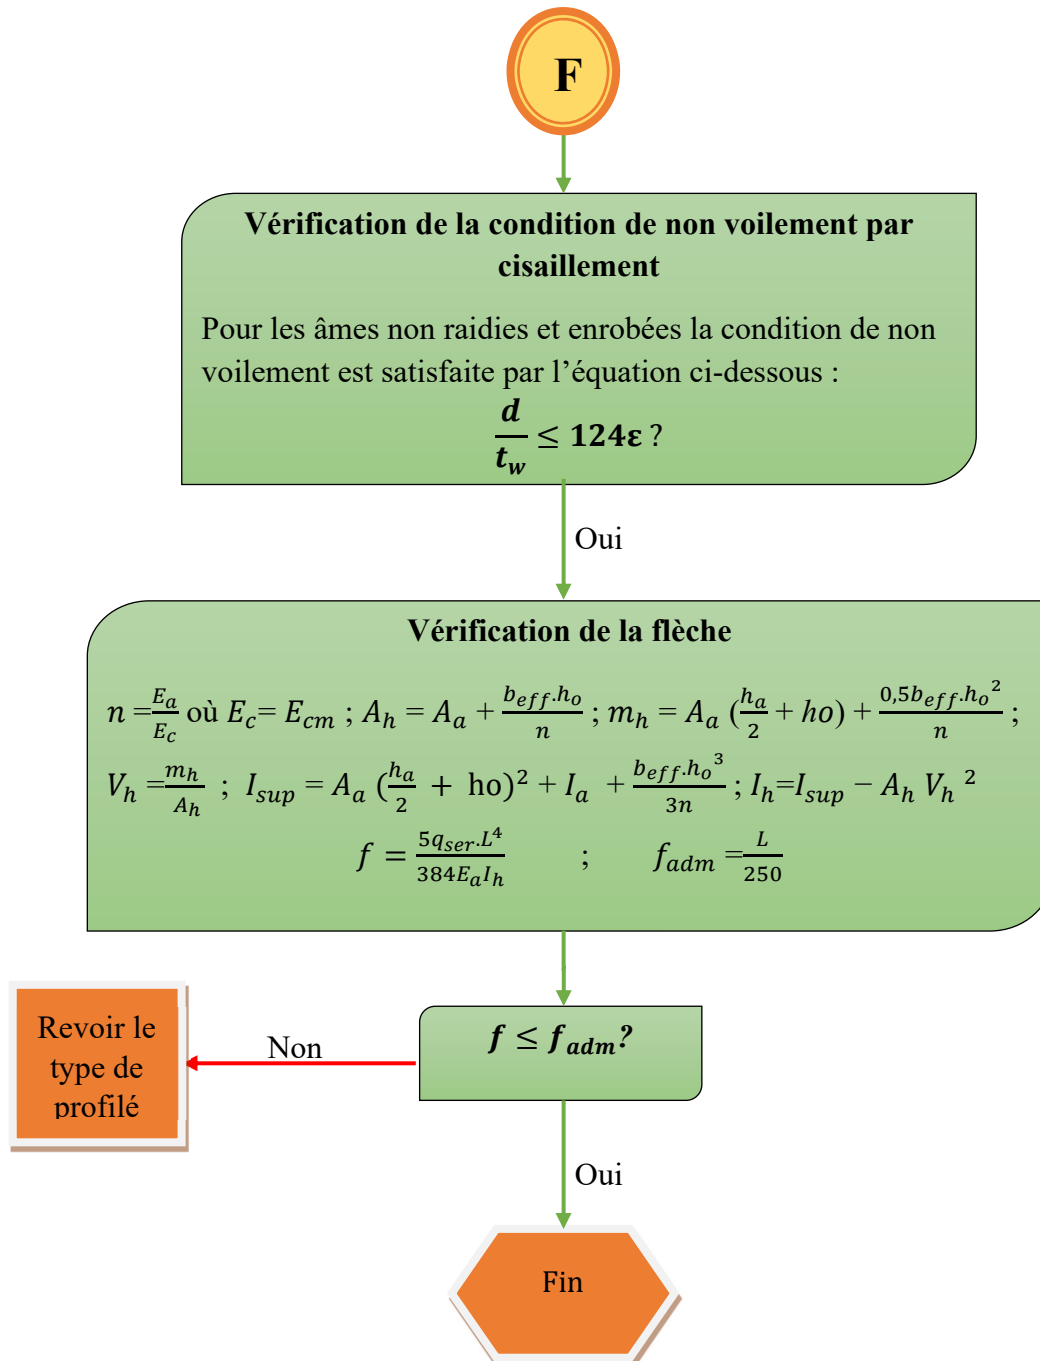 F
Vérification de la condition de non voilement par
cisaillement
Pour les âmes non raidies et enrobées la condition de non
voilement est satisfaite par l’équation ci-dessous :
d/t_w ≤ 124ε ?
Oui
Vérification de la flèche
n =E_a/E_c où E_c= E_cm ; A_h = A_a + b_eff.h_o/n ; m_h = A_a (h_a/2 + ho) + 0,5b_eff.h_o²/n ;
V_h =m_h/A_h ; I_sup = A_a (h_a/2 + ho)² + I_a + b_eff.h_o³/3n ; I_h=I_sup − A_h V_h ²
f = 5q_ser.L⁴/384E_aI_h ; f_adm =L/250
f ≤ f_adm?
Non
Revoir le
type de
profilé
Oui
Fin